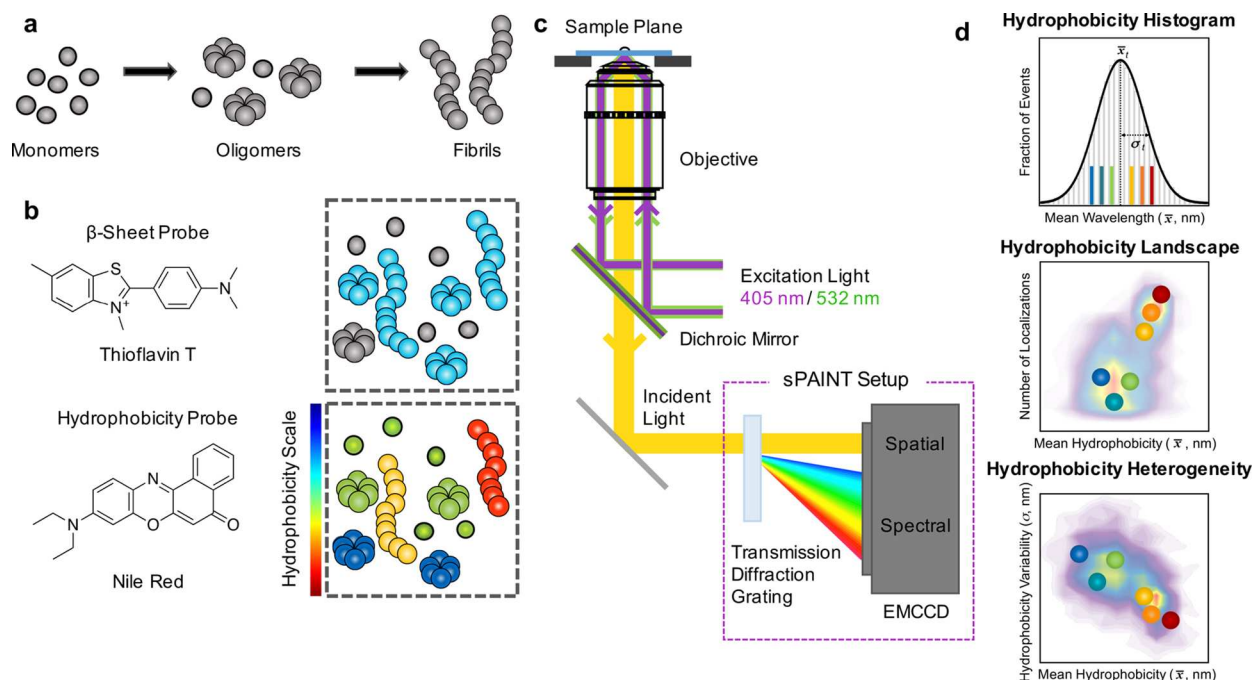 a
Monomers
Oligomers
Fibrils
b
β-Sheet Probe
S
N
N+
Thioflavin T
Hydrophobicity Probe
N
N
O
O
Nile Red
Hydrophobicity Scale
c
Sample Plane
Objective
Excitation Light
405 nm/532 nm
Dichroic Mirror
Incident
Light
sPAINT Setup
Spatial
Spectral
Transmission
Diffraction
Grating
EMCCD
d
Hydrophobicity Histogram
Fraction of Events
x̄t
σt
Mean Wavelength (x̄, nm)
Hydrophobicity Landscape
Number of Localizations
Mean Hydrophobicity (x̄, nm)
Hydrophobicity Heterogeneity
Hydrophobicity Variability (σ, nm)
Mean Hydrophobicity (x̄, nm)